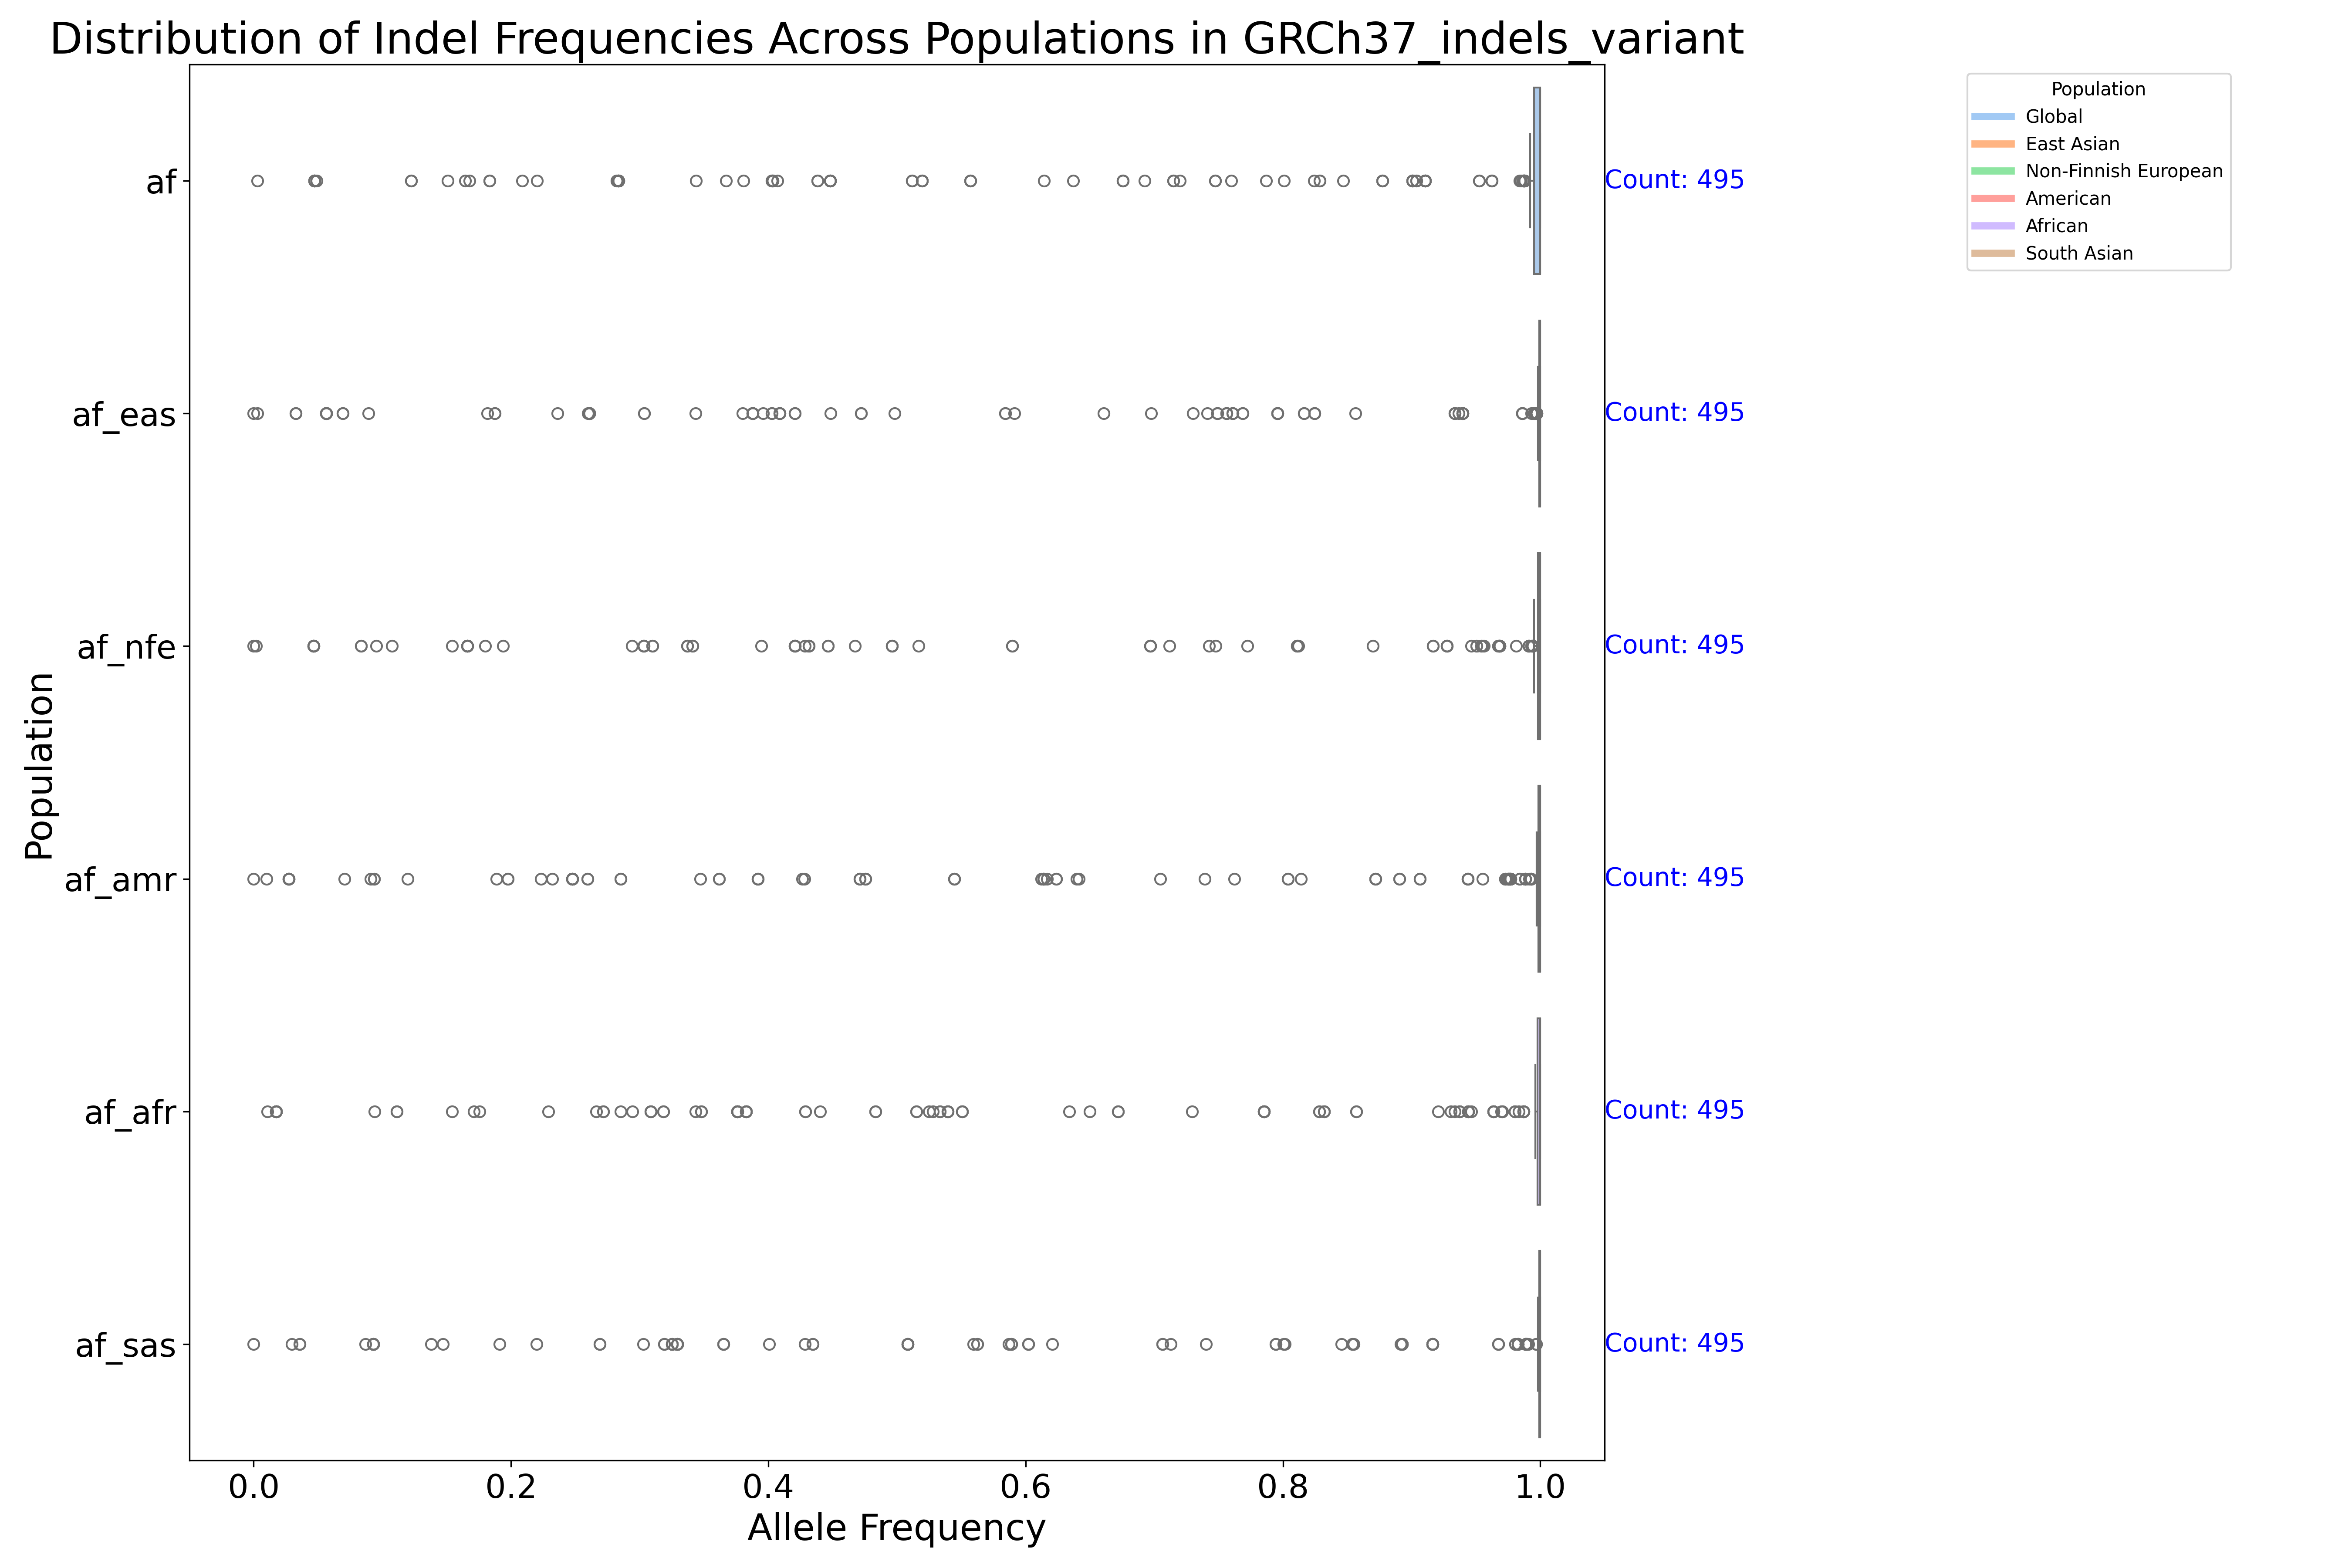 Distribution of Indel Frequencies Across Populations in GRCh37_indels_variant
Population
Global
East Asian
Non-Finnish European
American
African
South Asian
af
Count: 495
af_eas
Count: 495
af_nfe
Count: 495
af_amr
Count: 495
af_afr
Count: 495
af_sas
Count: 495
Population
0.0 0.2 0.4 0.6 0.8 1.0
Allele Frequency